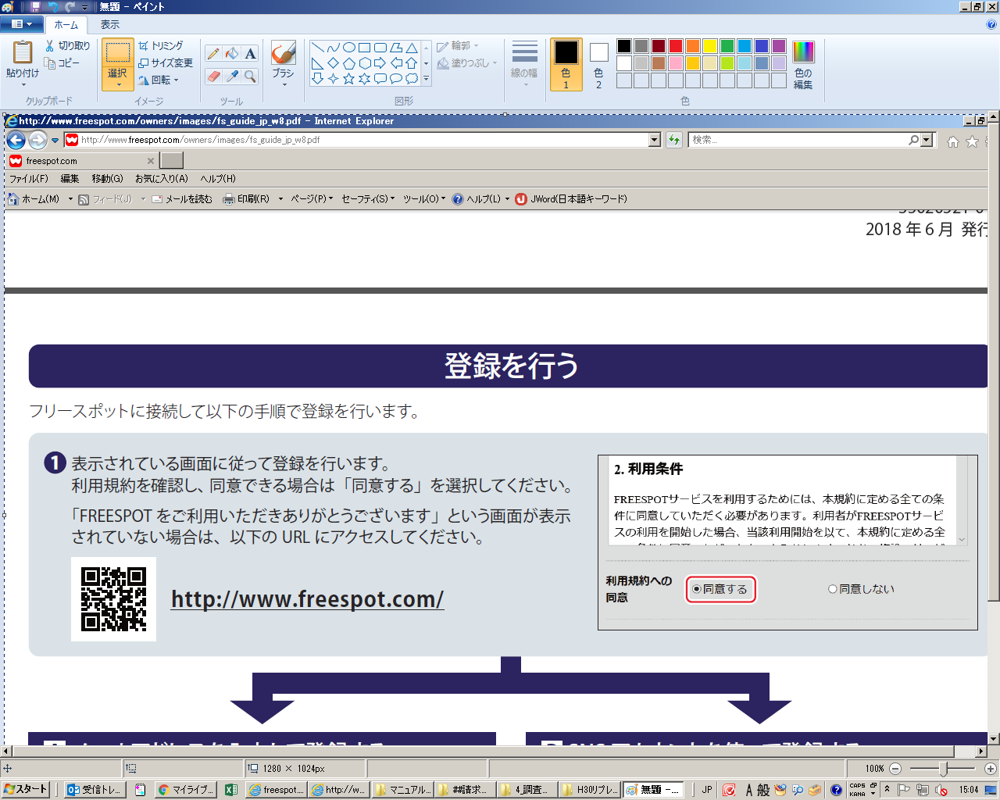 無題 - ペイント
ホーム
表示
貼り付け
切り取り
コピー
クリップボード
選択
トリミング
サイズ変更
回転
イメージ
A
ツール
ブラシ
図形
輪郭
塗りつぶし
線の幅
色
1
色
2
色の
編集
色
http://www.freespot.com/owners/images/fs_guide_jp_w8.pdf - Internet Explorer
http://www.freespot.com/owners/images/fs_guide_jp_w8.pdf
検索...
freespot.com
ファイル(F) 編集 移動(G) お気に入り(A) ヘルプ(H)
ホーム(M) フィード(J) メールを読む 印刷(R) ページ(P) セーフティ(S) ツール(O) ヘルプ(L) JWord(日本語キーワード)
2018 年 6 月 発行
登録を行う
フリースポットに接続して以下の手順で登録を行います。
1 表示されている画面に従って登録を行います。
利用規約を確認し、同意できる場合は「同意する」を選択してください。
「FREESPOT をご利用いただきありがとうございます」という画面が表示
されていない場合は、以下の URL にアクセスしてください。
http://www.freespot.com/
2. 利用条件
FREESPOTサービスを利用するためには、本規約に定める全ての条
件に同意していただく必要があります。利用者がFREESPOTサービ
スの利用を開始した場合、当該利用開始を以て、本規約に定める全
利用規約への
同意
同意する
同意しない
1280 × 1024px
100%
スタート
受信トレ...
マイライブ...
freespot....
http://w...
マニュアル...
##請求...
4_調査...
H30リプレ...
無題 -...
JP
A 般
CAPS
KANA
15:04